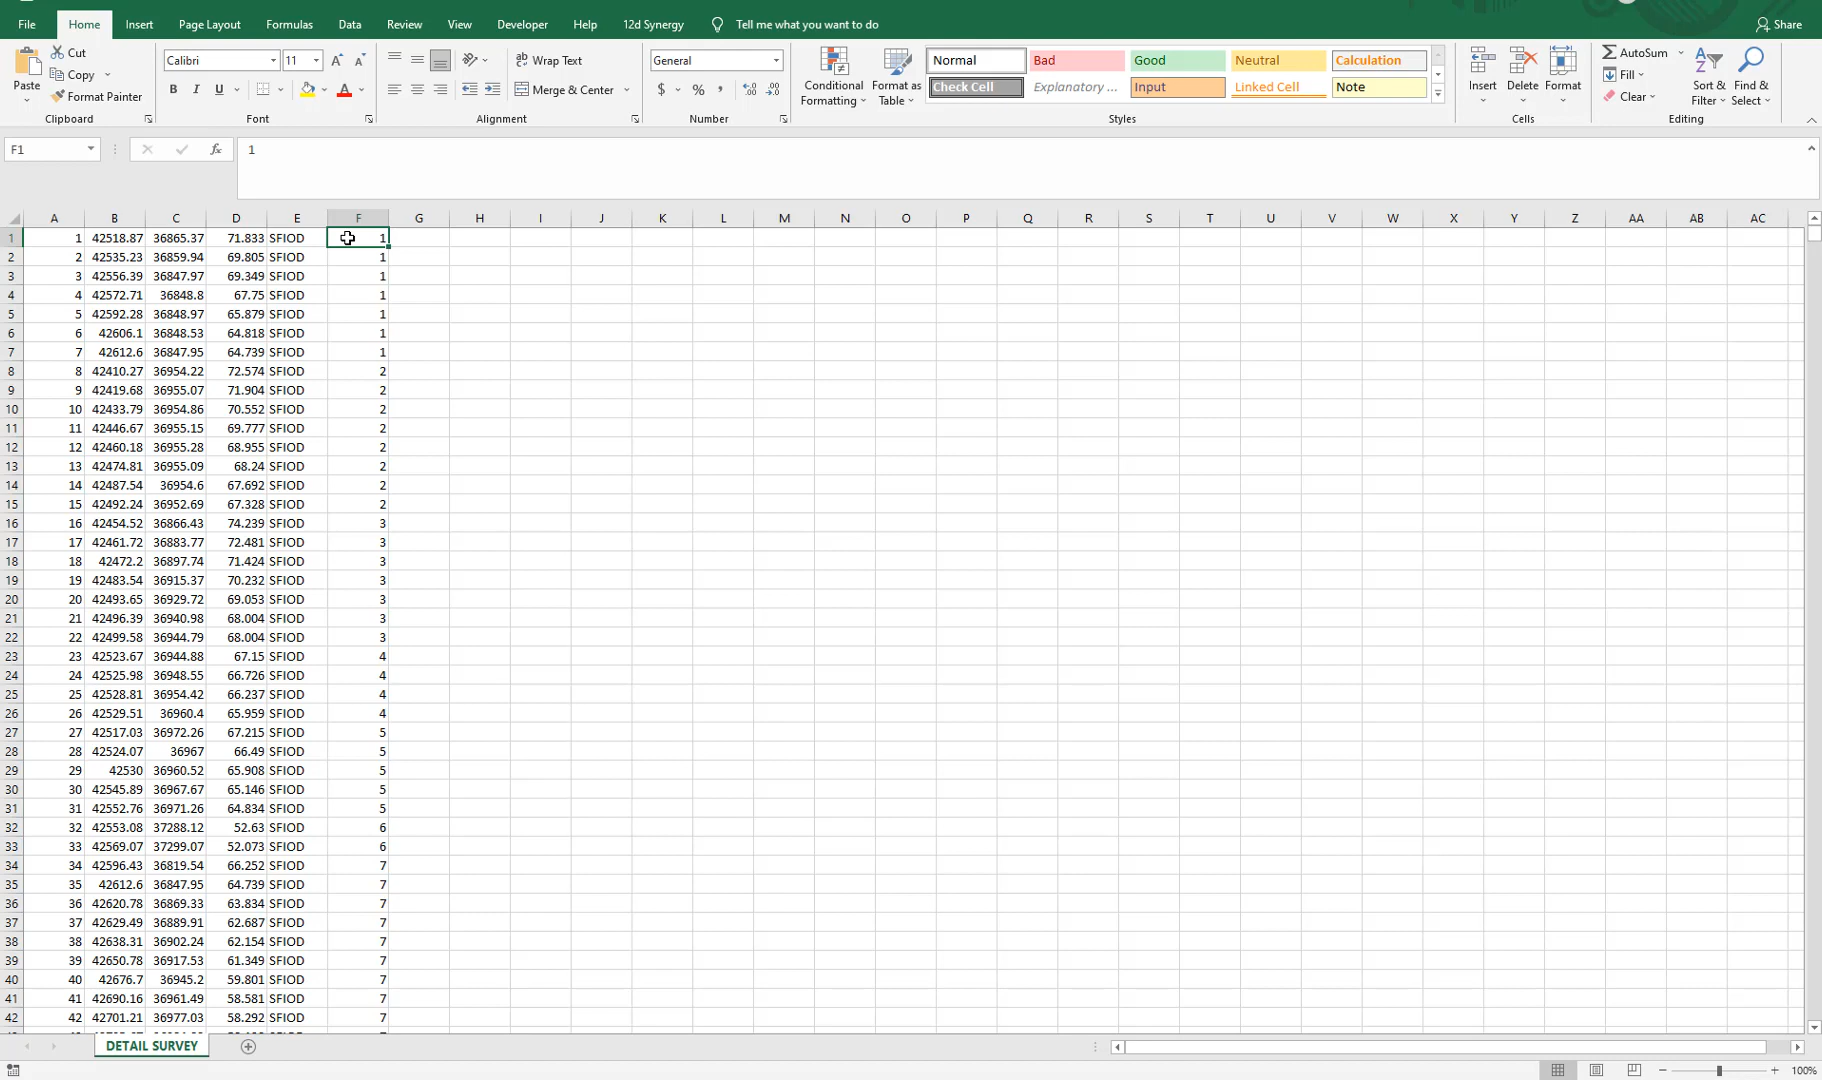 File Home Insert Page Layout Formulas Data Review View Developer Help 12d Synergy Tell me what you want to do Share
Paste Cut Copy Format Painter
Calibri 11
B I U
Wrap Text
Merge & Center
General
$ % ,
Conditional Formatting
Format as Table
Normal Bad Good Neutral Calculation
Check Cell Explanatory ... Input Linked Cell Note
Insert Delete Format
AutoSum
Fill
Clear
Sort & Filter
Find & Select
Clipboard Font Alignment Number Styles Cells Editing
F1 fx 1
A B C D E F G H I J K L M N O P Q R S T U V W X Y Z AA AB AC
1 1 42518.87 36865.37 71.833 SFIOD 1
2 2 42535.23 36859.94 69.805 SFIOD 1
3 3 42556.39 36847.97 69.349 SFIOD 1
4 4 42572.71 36848.8 67.75 SFIOD 1
5 5 42592.28 36848.97 65.879 SFIOD 1
6 6 42606.1 36848.53 64.818 SFIOD 1
7 7 42612.6 36847.95 64.739 SFIOD 1
8 8 42410.27 36954.22 72.574 SFIOD 2
9 9 42419.68 36955.07 71.904 SFIOD 2
10 10 42433.79 36954.86 70.552 SFIOD 2
11 11 42446.67 36955.15 69.777 SFIOD 2
12 12 42460.18 36955.28 68.955 SFIOD 2
13 13 42474.81 36955.09 68.24 SFIOD 2
14 14 42487.54 36954.6 67.692 SFIOD 2
15 15 42492.24 36952.69 67.328 SFIOD 2
16 16 42454.52 36866.43 74.239 SFIOD 3
17 17 42461.72 36883.77 72.481 SFIOD 3
18 18 42472.2 36897.74 71.424 SFIOD 3
19 19 42483.54 36915.37 70.232 SFIOD 3
20 20 42493.65 36929.72 69.053 SFIOD 3
21 21 42496.39 36940.98 68.004 SFIOD 3
22 22 42499.58 36944.79 68.004 SFIOD 3
23 23 42523.67 36944.88 67.15 SFIOD 4
24 24 42525.98 36948.55 66.726 SFIOD 4
25 25 42528.81 36954.42 66.237 SFIOD 4
26 26 42529.51 36960.4 65.959 SFIOD 4
27 27 42517.03 36972.26 67.215 SFIOD 5
28 28 42524.07 36967 66.49 SFIOD 5
29 29 42530 36960.52 65.908 SFIOD 5
30 30 42545.89 36967.67 65.146 SFIOD 5
31 31 42552.76 36971.26 64.834 SFIOD 5
32 32 42553.08 37288.12 52.63 SFIOD 6
33 33 42569.07 37299.07 52.073 SFIOD 6
34 34 42596.43 36819.54 66.252 SFIOD 7
35 35 42612.6 36847.95 64.739 SFIOD 7
36 36 42620.78 36869.33 63.834 SFIOD 7
37 37 42629.49 36889.91 62.687 SFIOD 7
38 38 42638.31 36902.24 62.154 SFIOD 7
39 39 42650.78 36917.53 61.349 SFIOD 7
40 40 42676.7 36945.2 59.801 SFIOD 7
41 41 42690.16 36961.49 58.581 SFIOD 7
42 42 42701.21 36977.03 58.292 SFIOD 7
DETAIL SURVEY
100%